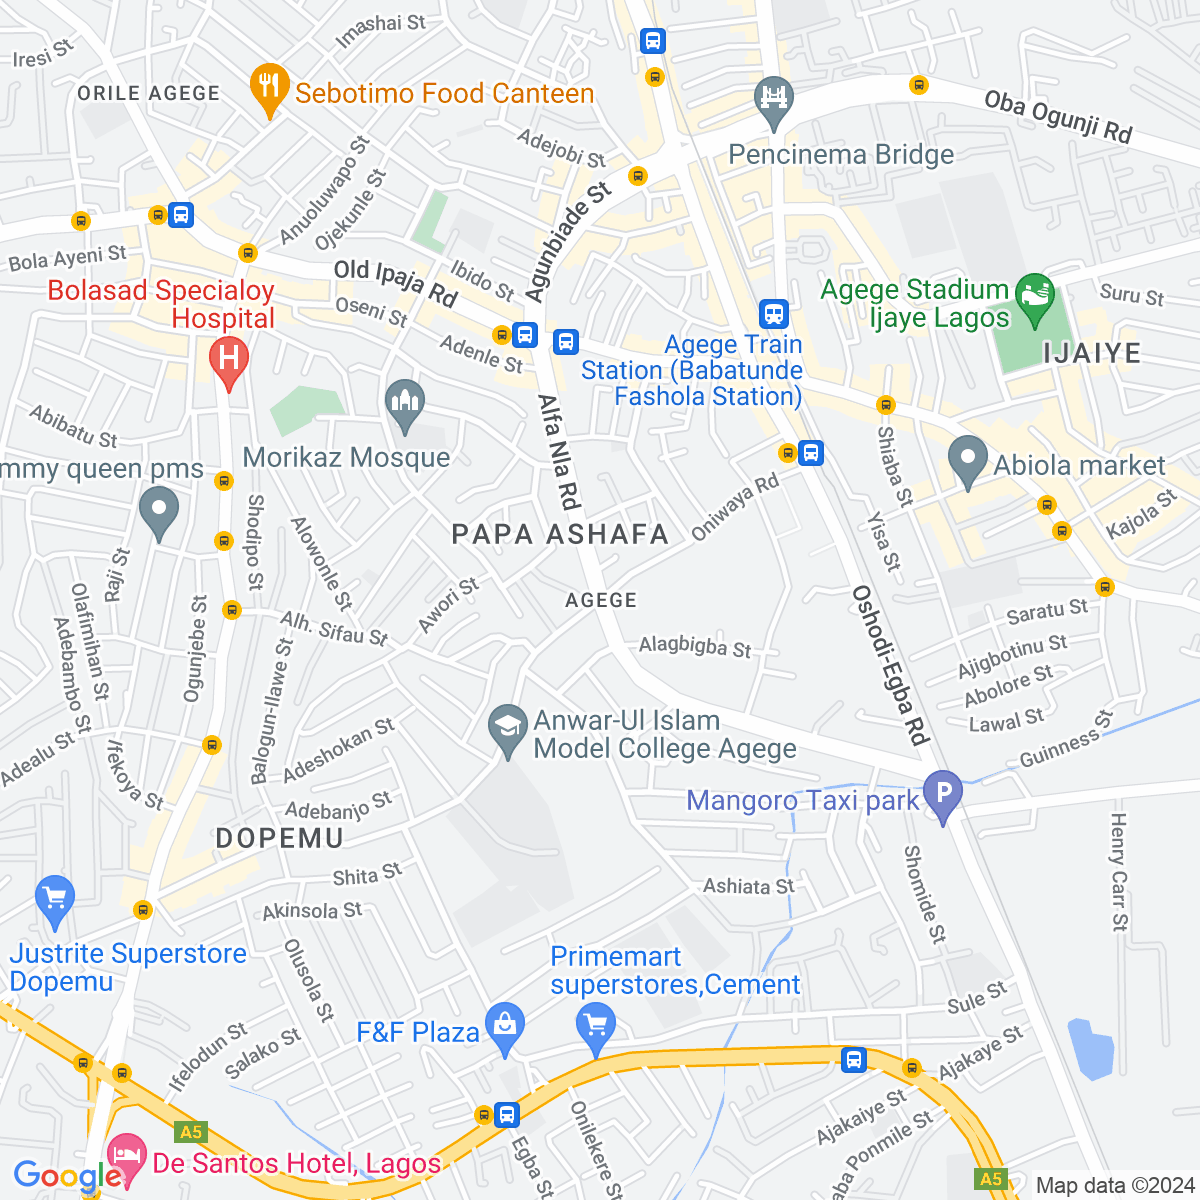 Imashai St
Iresi St
ORILE AGEGE
Sebotimo Food Canteen
Oba Ogunji Rd
Adejobi St
Pencinema Bridge
Anuoluwapo St
Ojekunle St
Agunbiade St
Bola Ayeni St
Old Ipaja Rd
Ibido St
Bolasad Specialoy
Hospital
Oseni St
Adenle St
Agege Stadium
Ijaye Lagos
Suru St
IJAIYE
Agege Train
Station (Babatunde
Fashola Station)
H
Abibatu St
Alfa Nla Rd
Morikaz Mosque
mmy queen pms
Shiaba St
Abiola market
Oniwaya Rd
Kajola St
Shodipo St
Alowonle St
PAPA ASHAFA
Yisa St
Raji St
Awori St
AGEGE
Oshodi-Egba Rd
Saratu St
Olafimihan St
Adebambo St
Ogunjebe St
Alh. Sifau St
Alagbigba St
Ajigbotinu St
Balogun-Ilawe St
Abolore St
Lawal St
Guinness St
Anwar-Ul Islam
Model College Agege
Adealu St
Ifekoya St
Adeshokan St
Adebanjo St
Mangoro Taxi park
P
DOPEMU
Henry Carr St
Shita St
Ashiata St
Shomide St
Akinsola St
Justrite Superstore
Dopemu
Olusola St
Primemart
superstores,Cement
Sule St
F&F Plaza
Ifelodun St
Salako St
Ajakaye St
Ajakaiye St
A5
Onilekere St
Egba St
aba Ponmile St
De Santos Hotel, Lagos
A5
Google
Map data ©2024